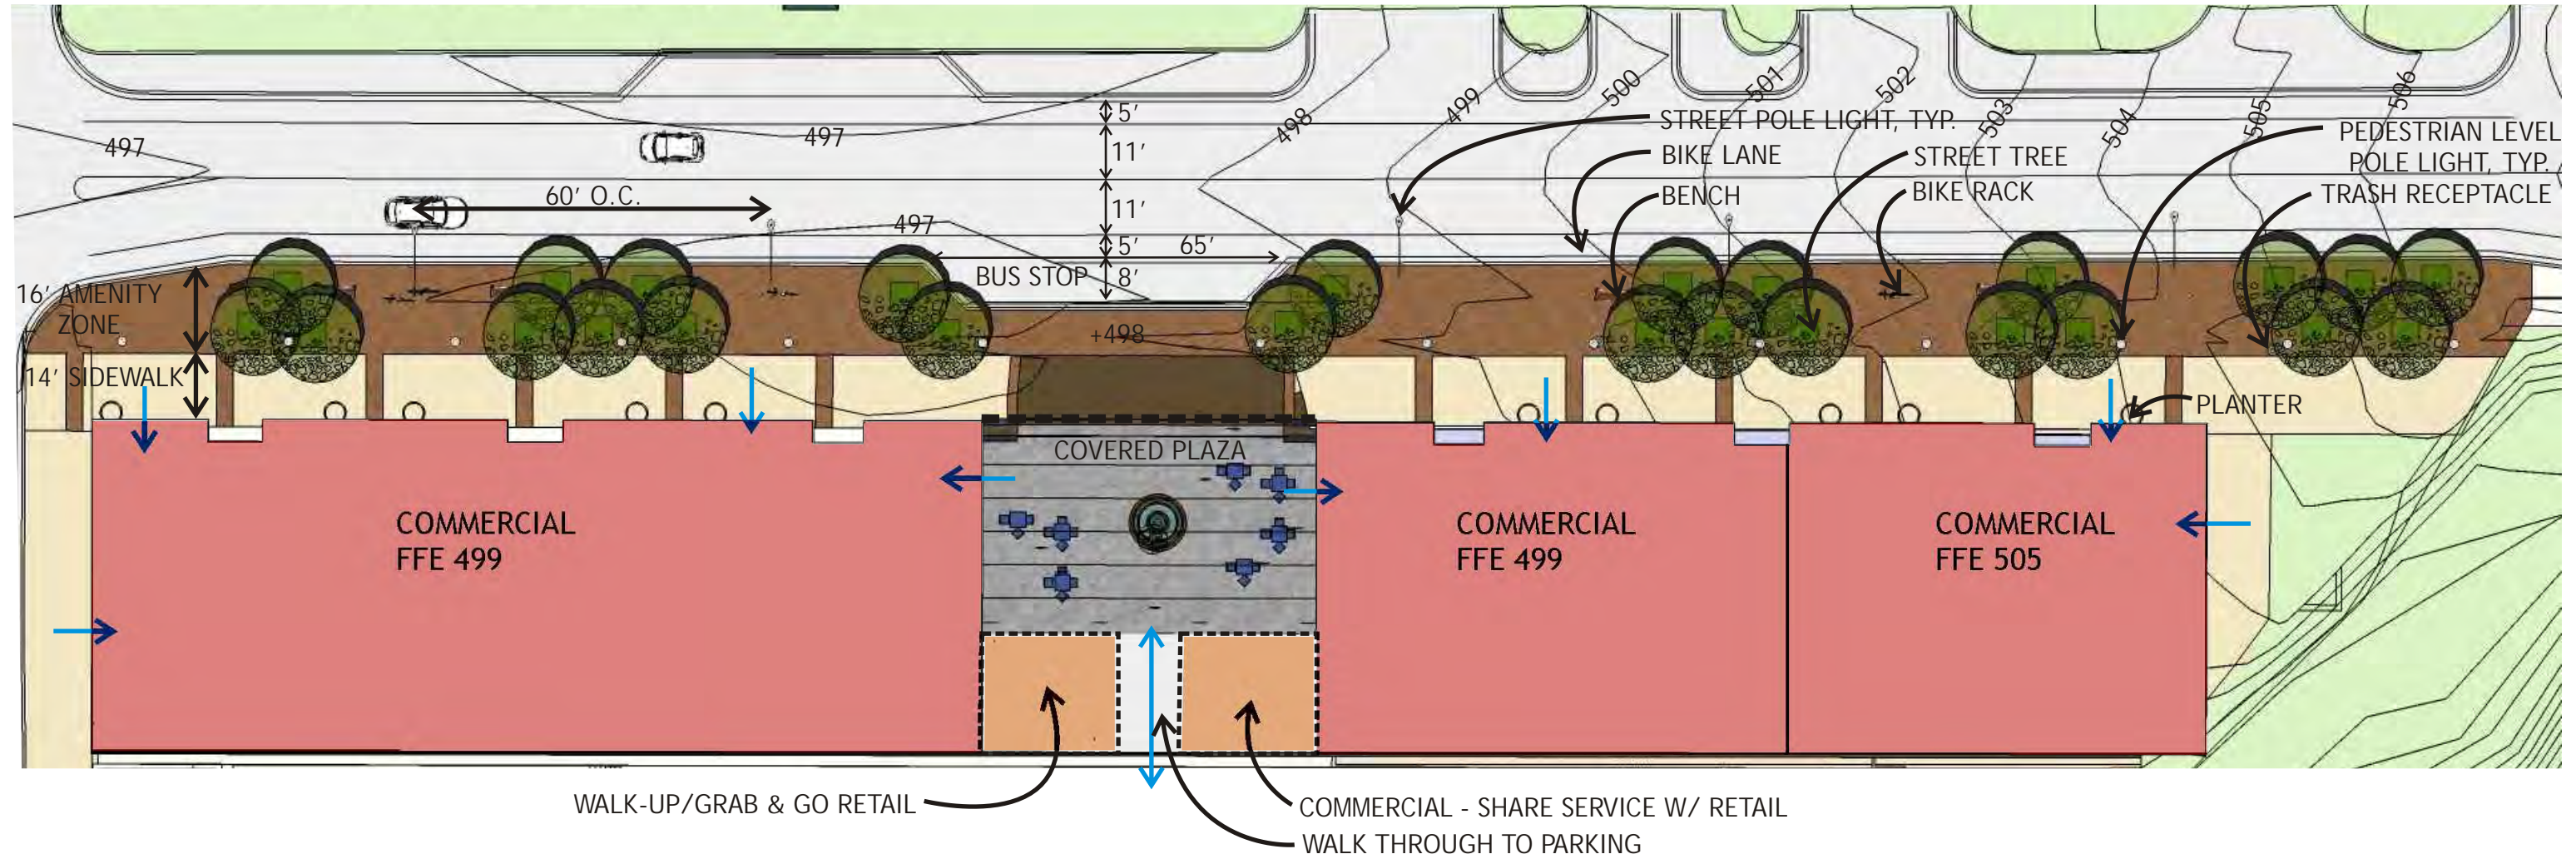 5'
497
497
11'
498
499
500
501
502
503
504
505
506
STREET POLE LIGHT, TYP.
BIKE LANE
BENCH
STREET TREE
BIKE RACK
PEDESTRIAN LEVEL
POLE LIGHT, TYP.
TRASH RECEPTACLE
60' O.C.
11'
497
5'
65'
BUS STOP
8'
16' AMENITY
ZONE
+498
14' SIDEWALK
PLANTER
COVERED PLAZA
COMMERCIAL
FFE 499
COMMERCIAL
FFE 499
COMMERCIAL
FFE 505
WALK-UP/GRAB & GO RETAIL
COMMERCIAL - SHARE SERVICE W/ RETAIL
WALK THROUGH TO PARKING